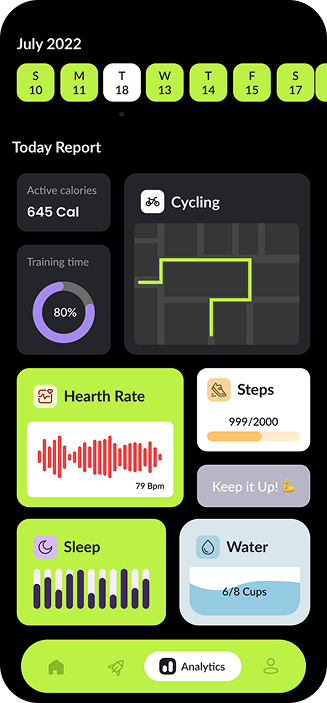 July 2022
S M T W T F S
10 11 18 13 14 15 17
Today Report
Active calories
645 Cal
Cycling
Training time
80%
Hearth Rate
79 Bpm
Steps
999/2000
Keep it Up! 💪
Sleep
Water
6/8 Cups
Analytics